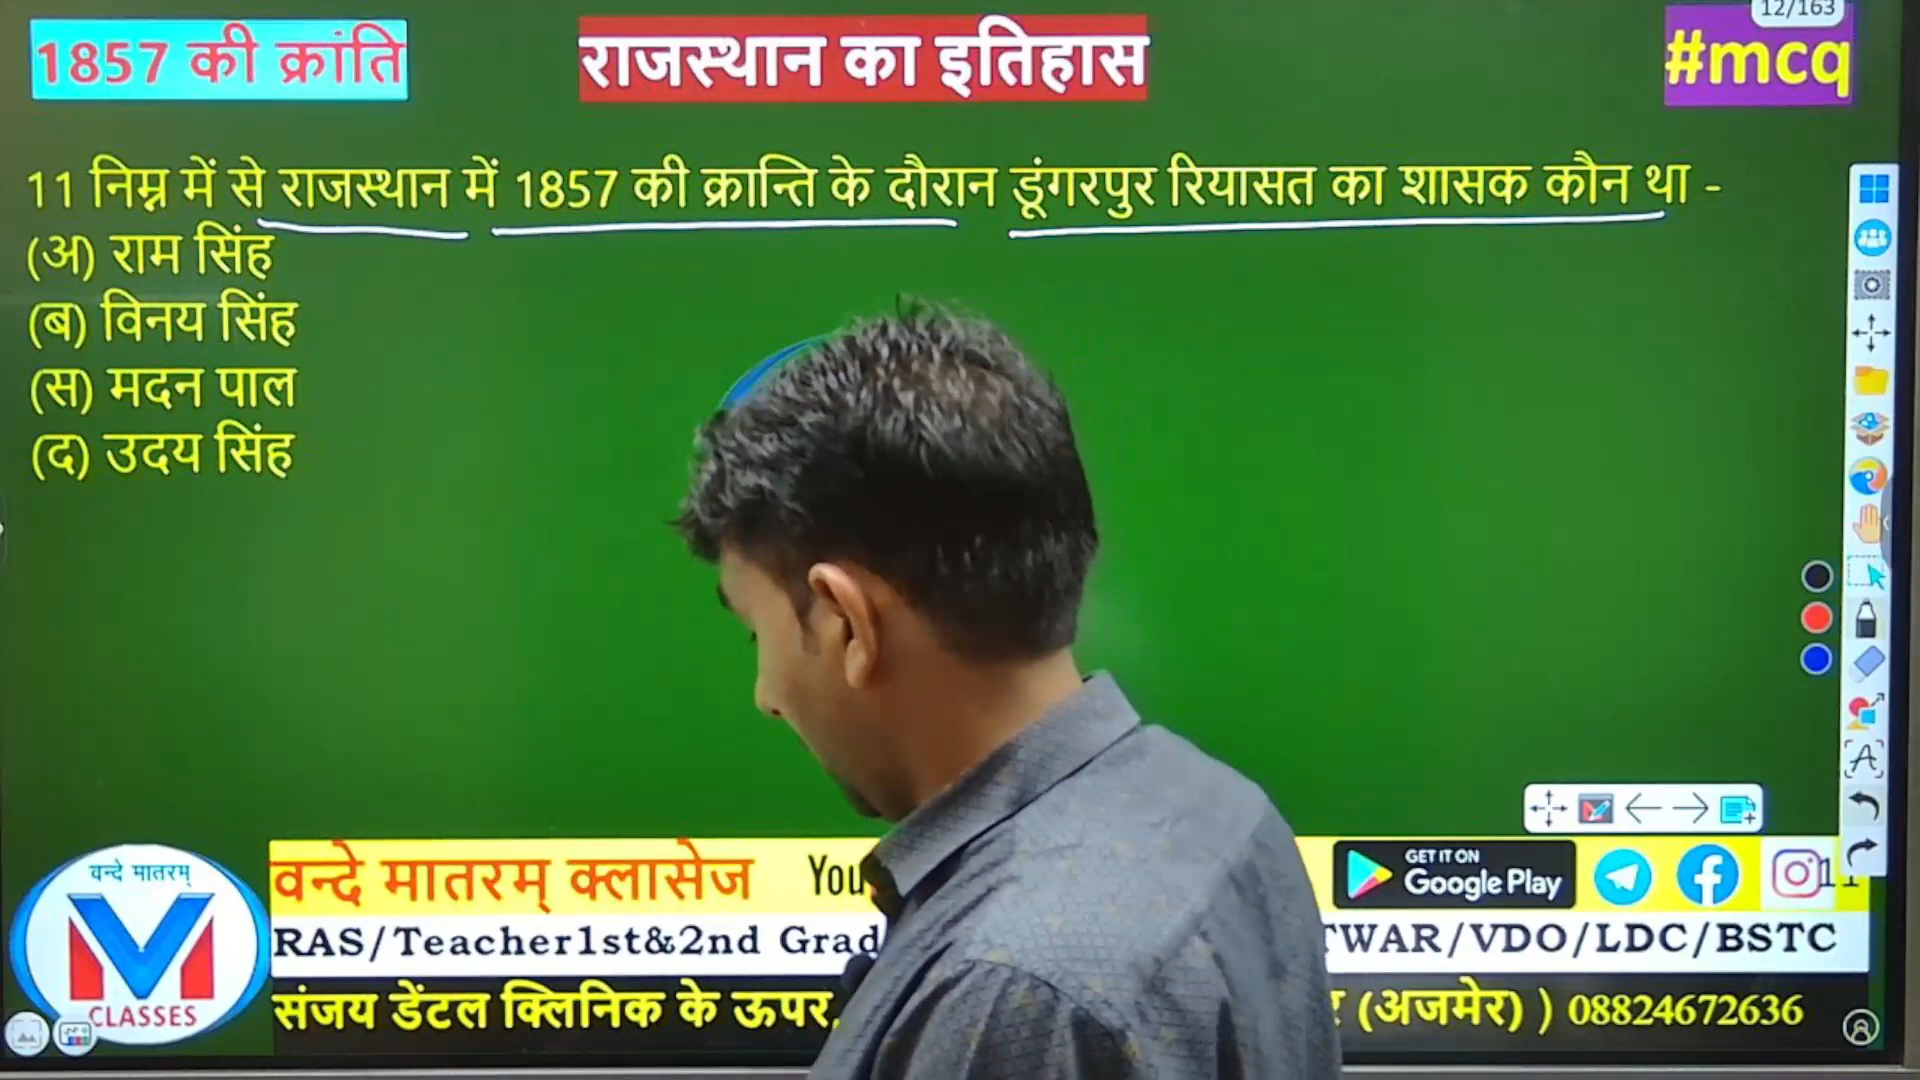 12/163
1857 की क्रांति
राजस्थान का इतिहास
#mcq
11 निम्न में से राजस्थान में 1857 की क्रान्ति के दौरान डूंगरपुर रियासत का शासक कौन था -
(अ) राम सिंह
(ब) विनय सिंह
(स) मदन पाल
(द) उदय सिंह
वन्दे मातरम्
CLASSES
वन्दे मातरम् क्लासेज You
GET IT ON
Google Play
11
RAS/Teacher1st&2nd Grad
TWAR/VDO/LDC/BSTC
संजय डेंटल क्लिनिक के ऊपर,
(अजमेर) ) 08824672636